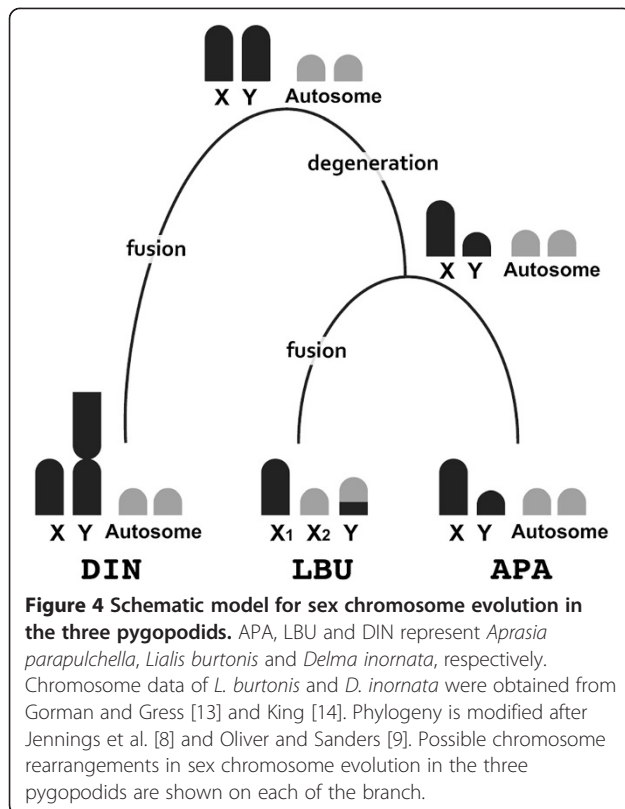 X Y Autosome
degeneration
fusion
X Y Autosome
fusion
X Y Autosome X1 X2 Y X Y Autosome
DIN LBU APA
Figure 4 Schematic model for sex chromosome evolution in
the three pygopodids. APA, LBU and DIN represent Aprasia
parapulchella, Lialis burtonis and Delma inornata, respectively.
Chromosome data of L. burtonis and D. inornata were obtained from
Gorman and Gress [13] and King [14]. Phylogeny is modified after
Jennings et al. [8] and Oliver and Sanders [9]. Possible chromosome
rearrangements in sex chromosome evolution in the three
pygopodids are shown on each of the branch.